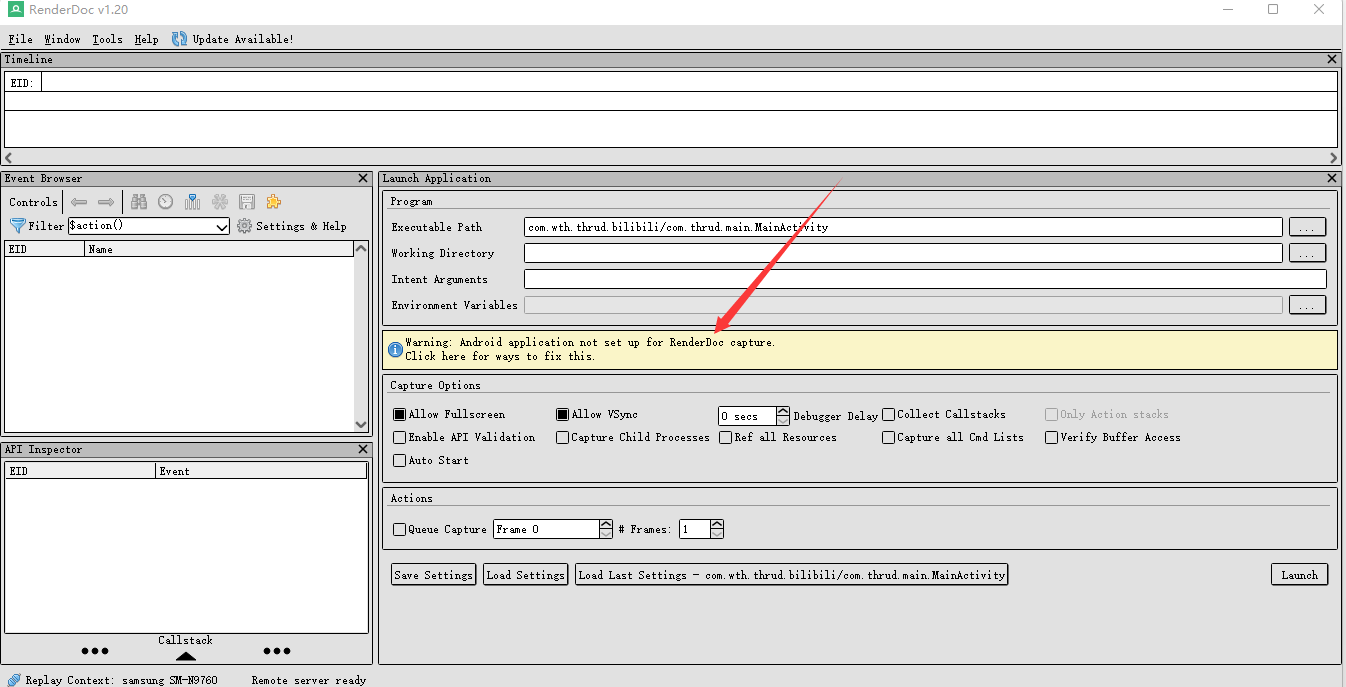 RenderDoc v1.20
File Window Tools Help Update Available!
Timeline
EID:
Event Browser
Controls
Filter $action() Settings & Help
EID Name
API Inspector
EID Event
Callstack
Launch Application
Program
Executable Path com.wth.thrud.bilibili/com.thrud.main.MainActivity ...
Working Directory ...
Intent Arguments
Environment Variables ...
Warning: Android application not set up for RenderDoc capture.
Click here for ways to fix this.
Capture Options
Allow Fullscreen Allow VSync 0 secs Debugger Delay Collect Callstacks Only Action stacks
Enable API Validation Capture Child Processes Ref all Resources Capture all Cmd Lists Verify Buffer Access
Auto Start
Actions
Queue Capture Frame 0 # Frames: 1
Save Settings Load Settings Load Last Settings - com.wth.thrud.bilibili/com.thrud.main.MainActivity Launch
Replay Context: samsung SM-N9760 Remote server ready